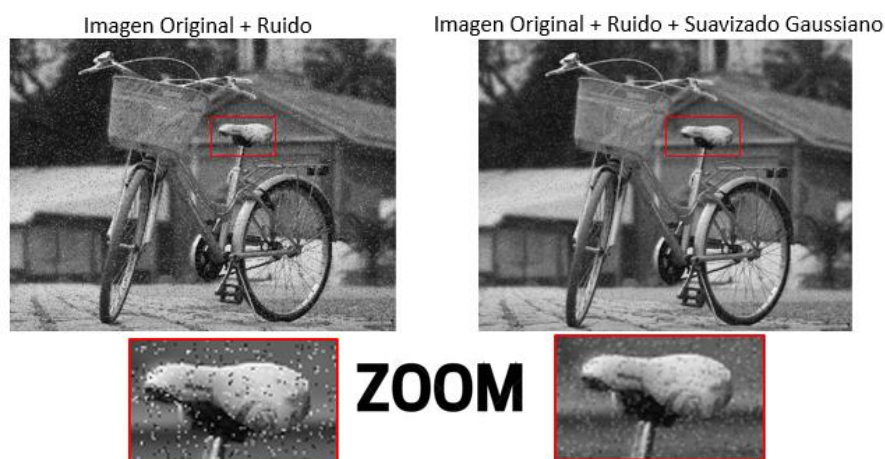 Imagen Original + Ruido
Imagen Original + Ruido + Suavizado Gaussiano
ZOOM